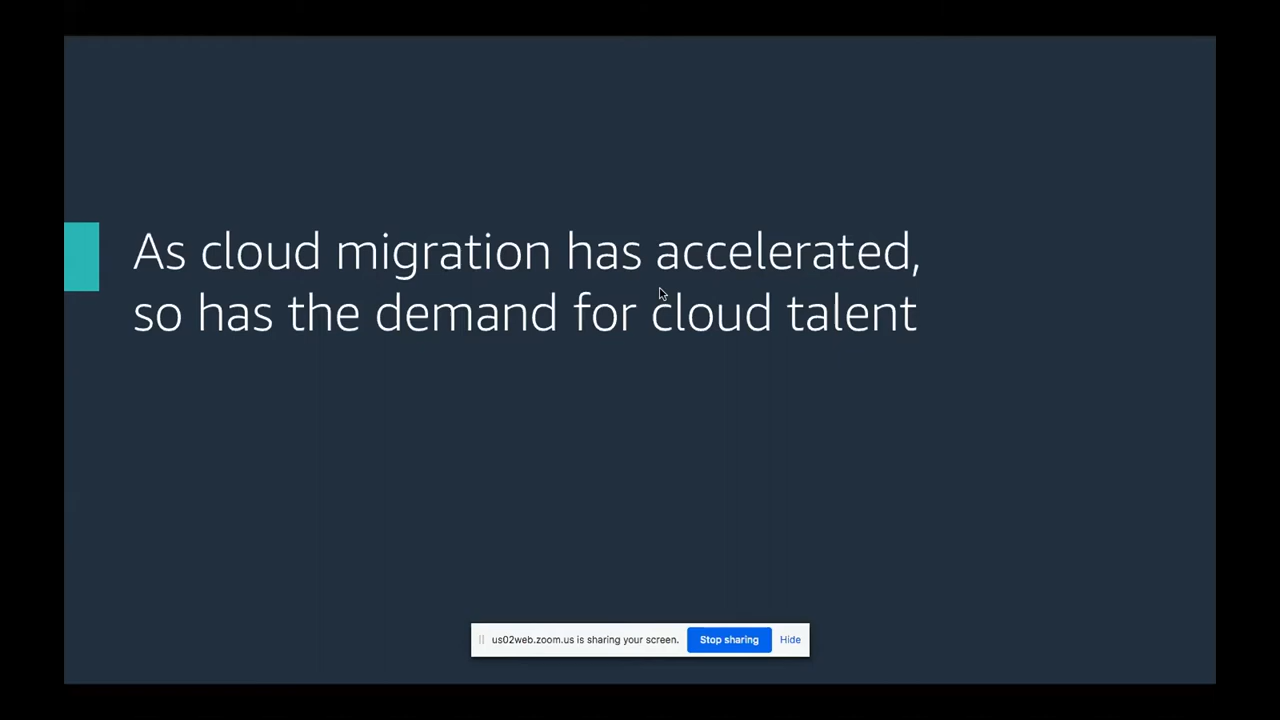 As cloud migration has accelerated,
so has the demand for cloud talent
us02web.zoom.us is sharing your screen. Stop sharing Hide